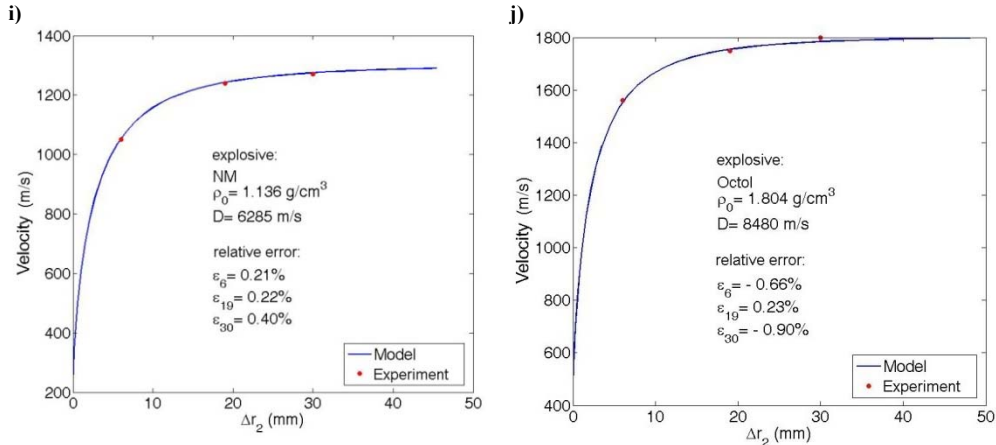 i)
1400
1200
1000
800
600
400
200
0
10
20
30
40
50
Velocity (m/s)
Δr₂ (mm)
explosive:
NM
ρ₀= 1.136 g/cm³
D= 6285 m/s
relative error:
ε₆= 0.21%
ε₁₉= 0.22%
ε₃₀= 0.40%
Model
Experiment
j)
1800
1600
1400
1200
1000
800
600
400
0
10
20
30
40
50
Velocity (m/s)
Δr₂ (mm)
explosive:
Octol
ρ₀= 1.804 g/cm³
D= 8480 m/s
relative error:
ε₆= - 0.66%
ε₁₉= 0.23%
ε₃₀= - 0.90%
Model
Experiment